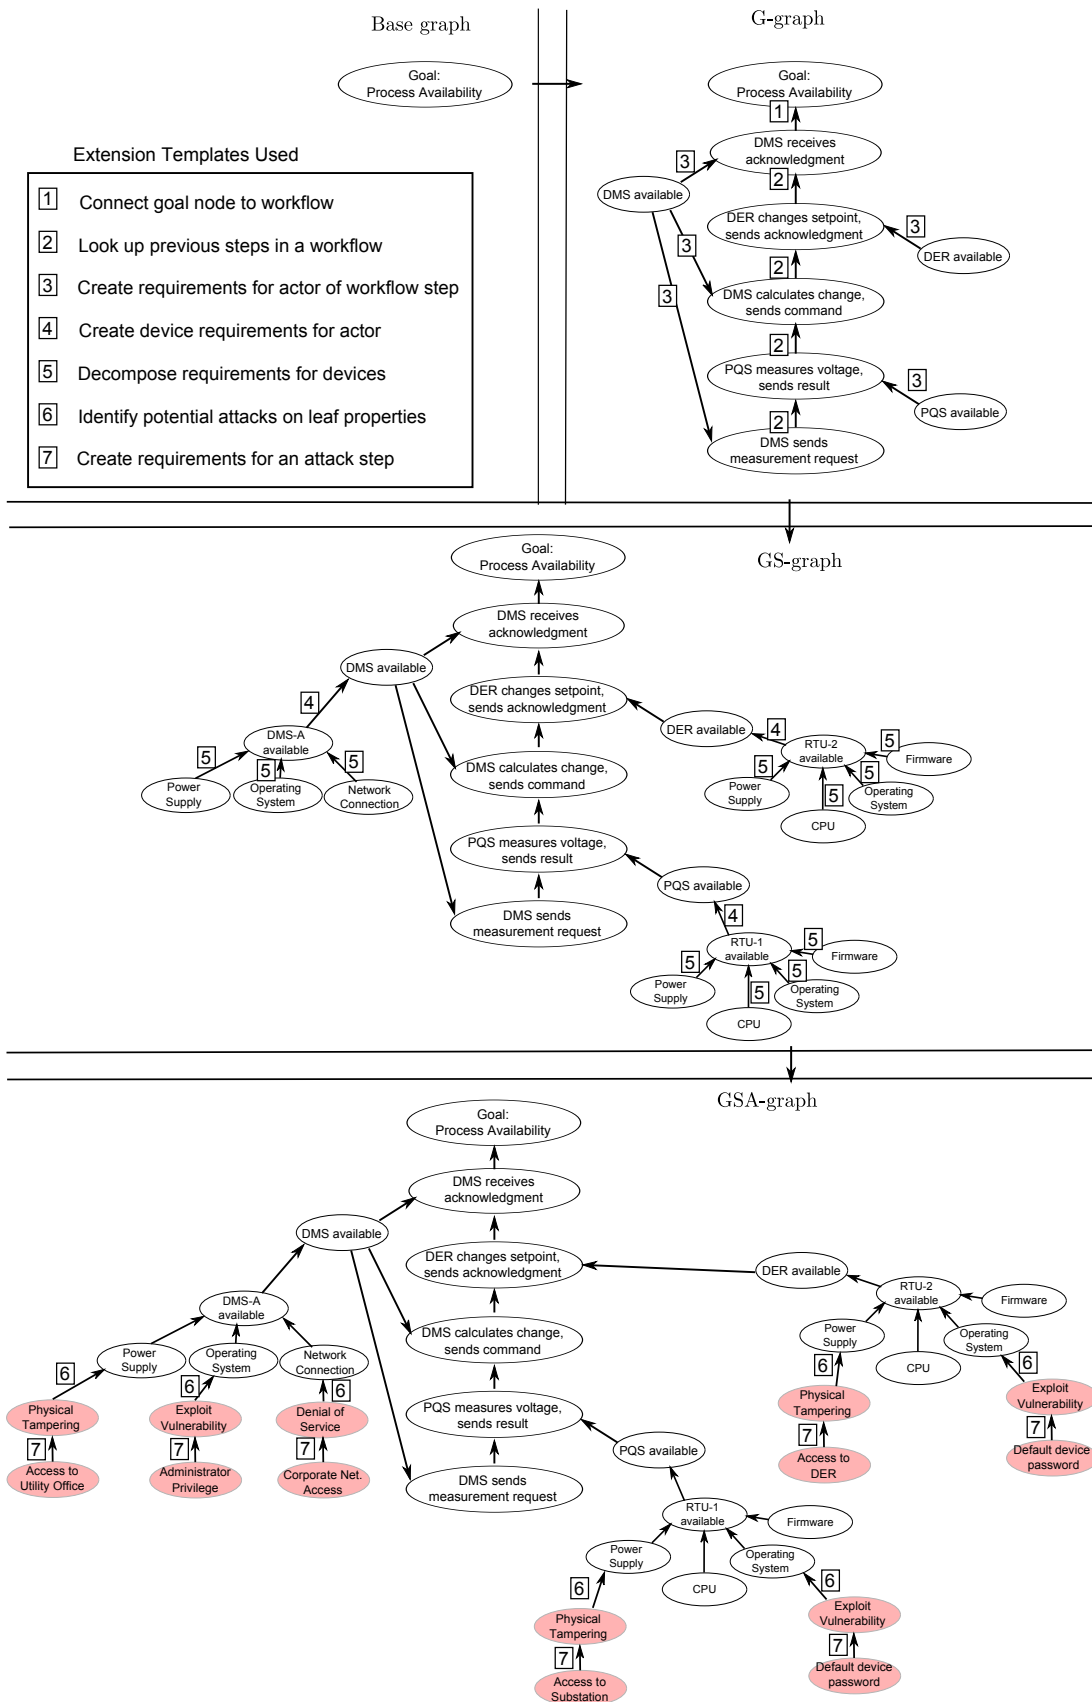 Base graph
Goal:
Process Availability
Extension Templates Used
1 Connect goal node to workflow
2 Look up previous steps in a workflow
3 Create requirements for actor of workflow step
4 Create device requirements for actor
5 Decompose requirements for devices
6 Identify potential attacks on leaf properties
7 Create requirements for an attack step
G-graph
Goal:
Process Availability
1
DMS receives
acknowledgment
3
2
DMS available
DER changes setpoint,
sends acknowledgment
3
DER available
3
2
DMS calculates change,
sends command
3
2
PQS measures voltage,
sends result
3
PQS available
2
DMS sends
measurement request
GS-graph
Goal:
Process Availability
DMS receives
acknowledgment
DMS available
DER changes setpoint,
sends acknowledgment
4
DMS-A
available
5
5
5
Power
Supply
Operating
System
Network
Connection
DER available
4
RTU-2
available
5
Firmware
5
5
5
Power
Supply
Operating
System
CPU
DMS calculates change,
sends command
PQS measures voltage,
sends result
PQS available
4
DMS sends
measurement request
RTU-1
available
5
Firmware
5
5
5
Power
Supply
Operating
System
CPU
GSA-graph
Goal:
Process Availability
DMS receives
acknowledgment
DMS available
DER changes setpoint,
sends acknowledgment
DER available
RTU-2
available
Firmware
DMS-A
available
DMS calculates change,
sends command
Power
Supply
Operating
System
Network
Connection
Power
Supply
CPU
Operating
System
6
6
6
6
6
Physical
Tampering
Exploit
Vulnerability
Denial of
Service
PQS measures voltage,
sends result
Physical
Tampering
Exploit
Vulnerability
7
7
7
7
7
Access to
Utility Office
Administrator
Privilege
Corporate Net.
Access
Access to
DER
Default device
password
PQS available
DMS sends
measurement request
RTU-1
available
Firmware
Power
Supply
CPU
Operating
System
6
6
Physical
Tampering
Exploit
Vulnerability
7
7
Access to
Substation
Default device
password